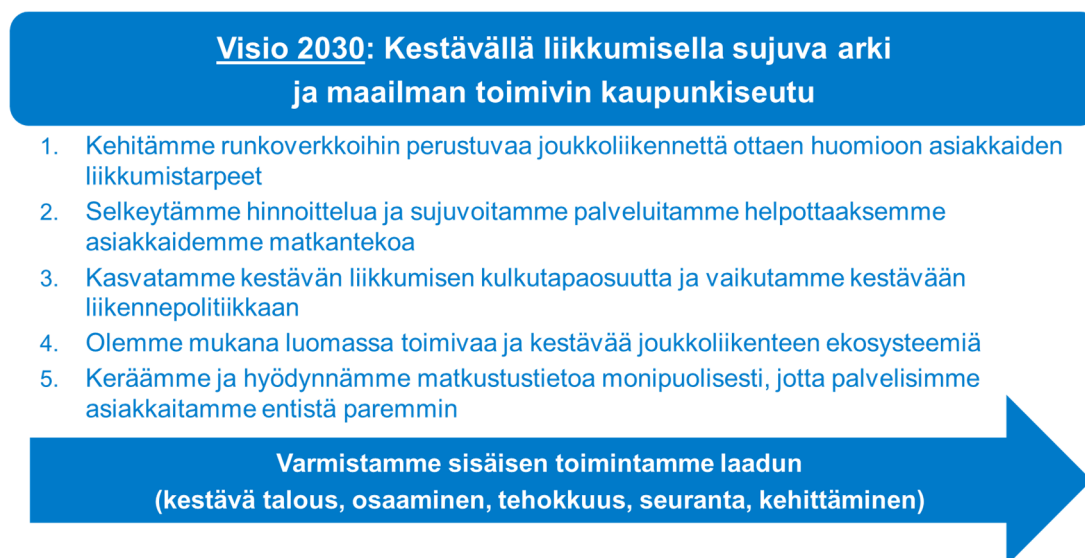 Visio 2030: Kestävällä liikkumisella sujuva arki
ja maailman toimivin kaupunkiseutu
1. Kehitämme runkoverkkoihin perustuvaa joukkoliikennettä ottaen huomioon asiakkaiden
liikkumistarpeet
2. Selkeytämme hinnoittelua ja sujuvoitamme palveluitamme helpottaaksemme
asiakkaidemme matkantekoa
3. Kasvatamme kestävän liikkumisen kulkutapaosuutta ja vaikutamme kestävään
liikennepolitiikkaan
4. Olemme mukana luomassa toimivaa ja kestävää joukkoliikenteen ekosysteemiä
5. Keräämme ja hyödynnämme matkustustietoa monipuolisesti, jotta palvelisimme
asiakkaitamme entistä paremmin
Varmistamme sisäisen toimintamme laadun
(kestävä talous, osaaminen, tehokkuus, seuranta, kehittäminen)